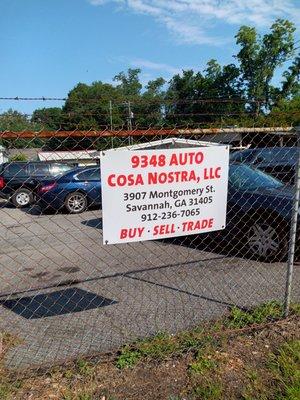 9348 AUTO
COSA NOSTRA, LLC
3907 Montgomery St.
Savannah, GA 31405
912-236-7065
BUY · SELL · TRADE